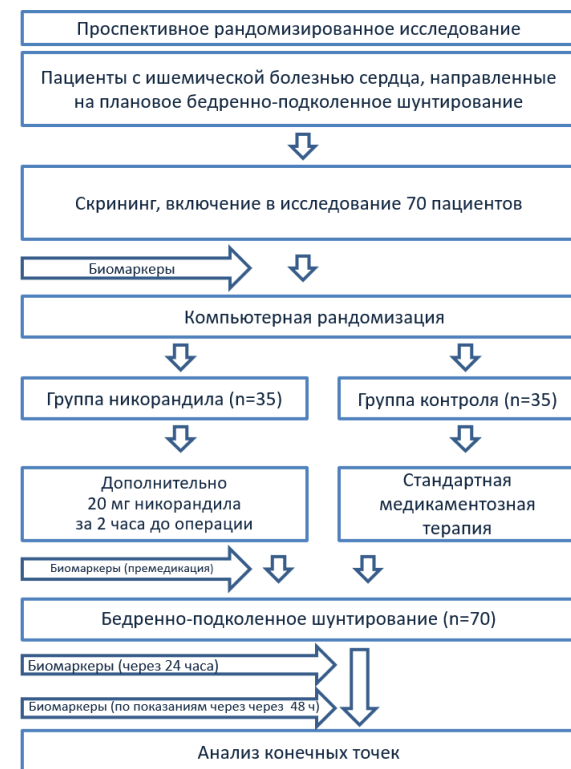 Проспективное рандомизированное исследование
Пациенты с ишемической болезнью сердца, направленные
на плановое бедренно-подколенное шунтирование
Скрининг, включение в исследование 70 пациентов
Биомаркеры
Компьютерная рандомизация
Группа никорандила (n=35)
Группа контроля (n=35)
Дополнительно
20 мг никорандила
за 2 часа до операции
Стандартная
медикаментозная
терапия
Биомаркеры (премедикация)
Бедренно-подколенное шунтирование (n=70)
Биомаркеры (через 24 часа)
Биомаркеры (по показаниям через через 48 ч)
Анализ конечных точек